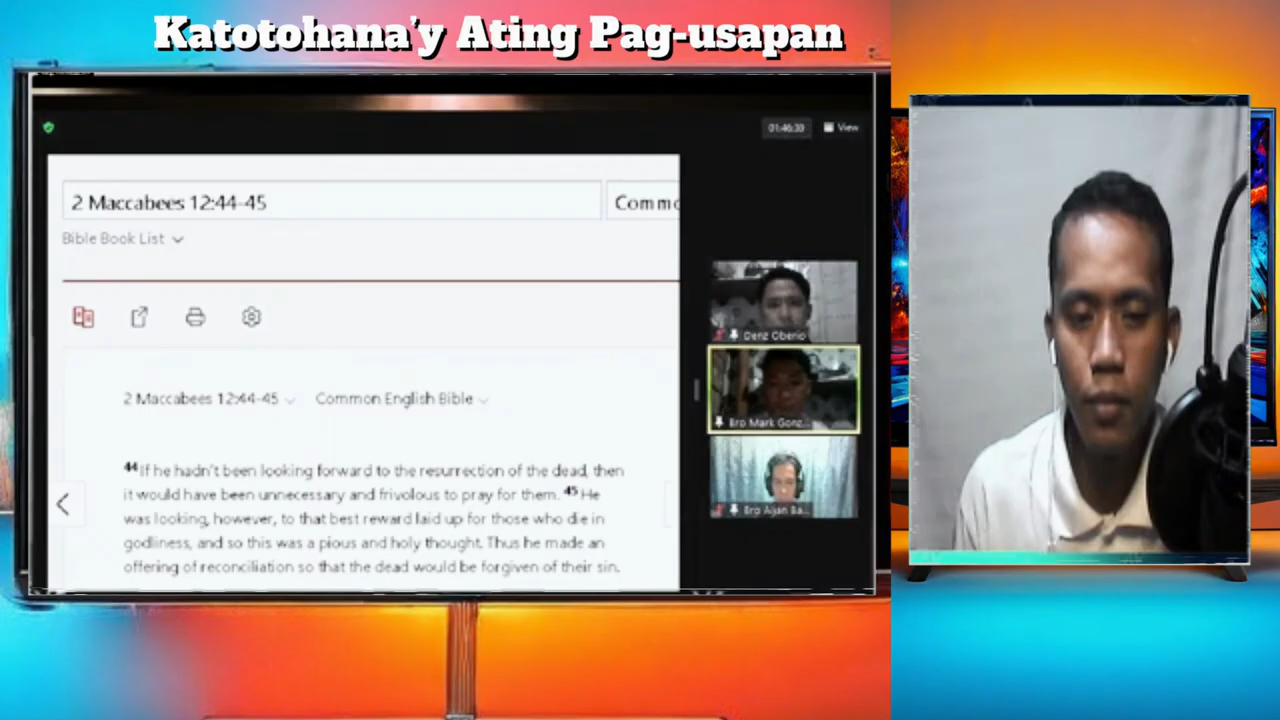 Katotohana'y Ating Pag-usapan
01:46:30
View
2 Maccabees 12:44-45
Commo
Bible Book List
2 Maccabees 12:44-45 Common English Bible
44 If he hadn't been looking forward to the resurrection of the dead, then
it would have been unnecessary and frivolous to pray for them. 45 He
was looking, however, to that best reward laid up for those who die in
godliness, and so this was a pious and holy thought. Thus he made an
offering of reconciliation so that the dead would be forgiven of their sin.
Denz Oberio
Bro Mark Gonz...
Bro Aljan Ba...